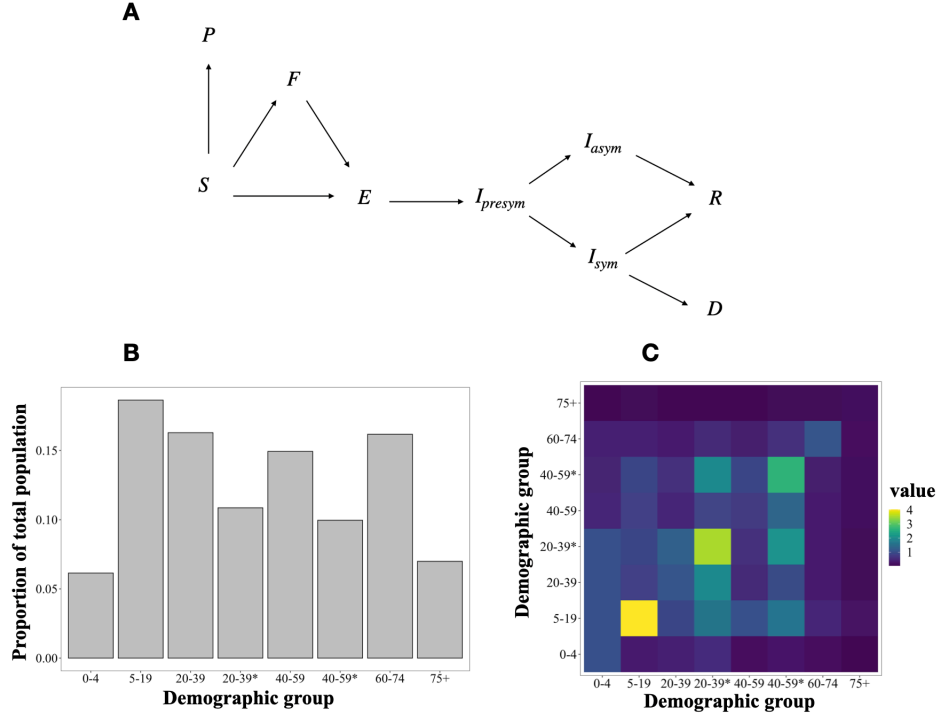 A
P
F
S
E
I_presym
I_asym
I_sym
R
D
B
Proportion of total population
0.15
0.10
0.05
0.00
0-4 5-19 20-39 20-39* 40-59 40-59* 60-74 75+
Demographic group
C
Demographic group
75+
60-74
40-59*
40-59
20-39*
20-39
5-19
0-4
0-4 5-19 20-39 20-39* 40-59 40-59* 60-74 75+
Demographic group
value
4
3
2
1